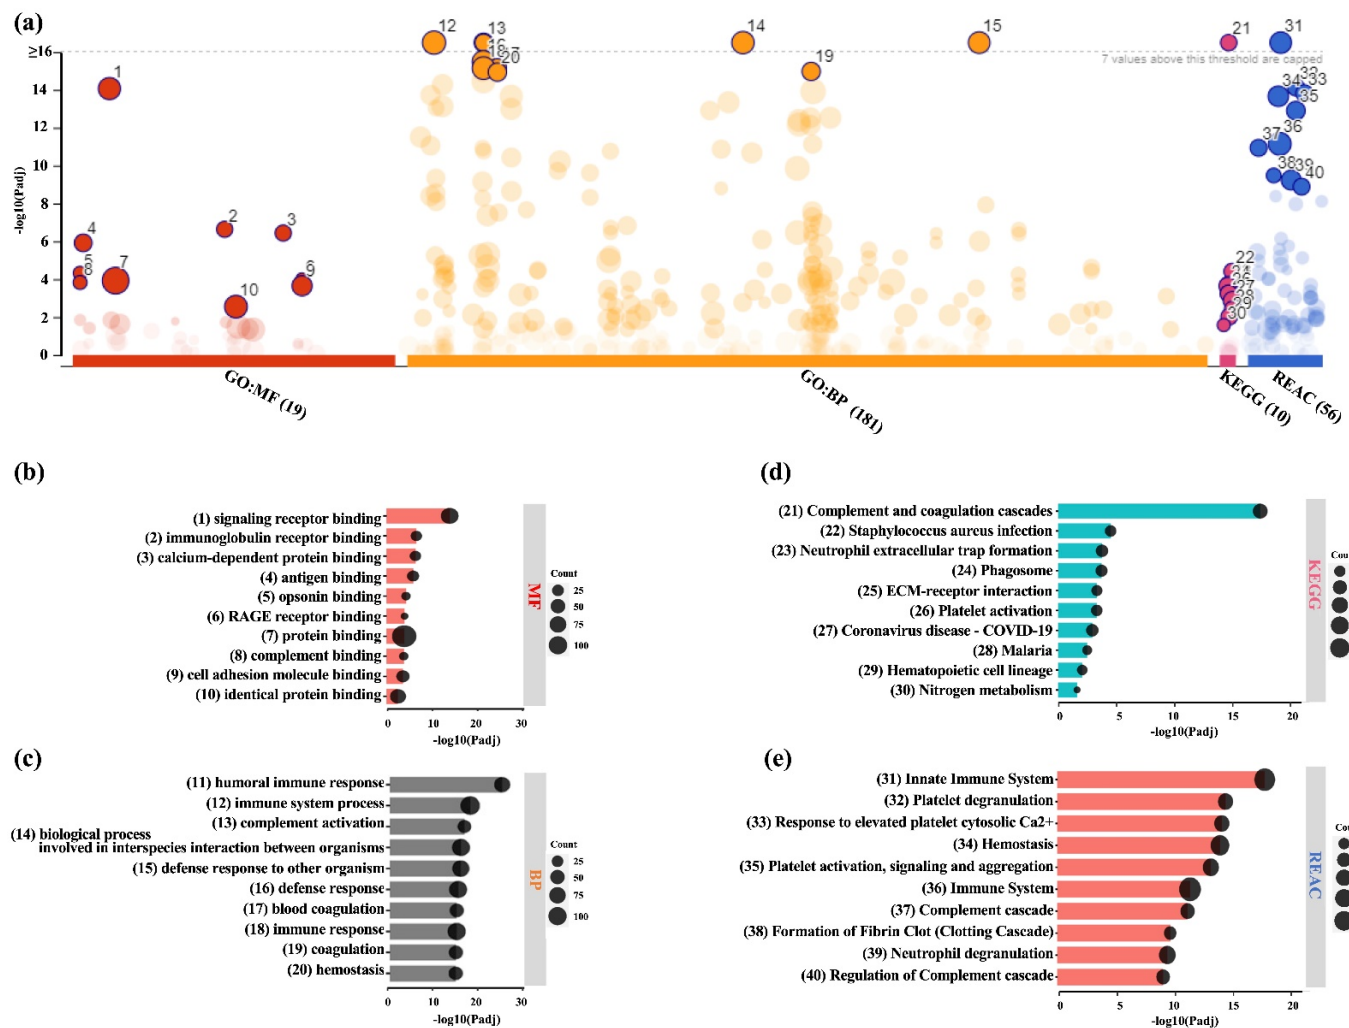 (a)
12
13
14
15
21
31
≥16
7 values above this threshold are capped
20
19
1
14
34
33
35
12
36
10
37
38
39
40
8
-log10(Padj)
2
3
6
4
5
8
7
6
9
22
4
10
27
29
30
2
0
GO:MF (19)
GO:BP (181)
KEGG (10)
REAC (56)
(b)
(1) signaling receptor binding
(2) immunoglobulin receptor binding
(3) calcium-dependent protein binding
(4) antigen binding
(5) opsonin binding
(6) RAGE receptor binding
(7) protein binding
(8) complement binding
(9) cell adhesion molecule binding
(10) identical protein binding
0 10 20 30
-log10(Padj)
MF
Count
25
50
75
100
(c)
(11) humoral immune response
(12) immune system process
(13) complement activation
(14) biological process
involved in interspecies interaction between organisms
(15) defense response to other organism
(16) defense response
(17) blood coagulation
(18) immune response
(19) coagulation
(20) hemostasis
0 10 20 30
-log10(Padj)
BP
Count
25
50
75
100
(d)
(21) Complement and coagulation cascades
(22) Staphylococcus aureus infection
(23) Neutrophil extracellular trap formation
(24) Phagosome
(25) ECM-receptor interaction
(26) Platelet activation
(27) Coronavirus disease - COVID-19
(28) Malaria
(29) Hematopoietic cell lineage
(30) Nitrogen metabolism
0 5 10 15 20
-log10(Padj)
KEGG
Cou
(e)
(31) Innate Immune System
(32) Platelet degranulation
(33) Response to elevated platelet cytosolic Ca2+
(34) Hemostasis
(35) Platelet activation, signaling and aggregation
(36) Immune System
(37) Complement cascade
(38) Formation of Fibrin Clot (Clotting Cascade)
(39) Neutrophil degranulation
(40) Regulation of Complement cascade
0 5 10 15 20
-log10(Padj)
REAC
Cou